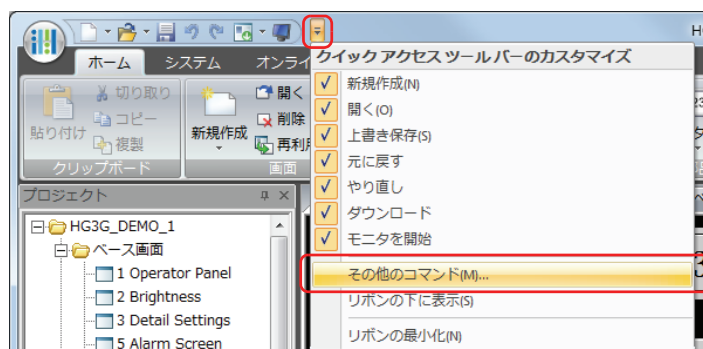 H
クイック アクセス ツール バーのカスタマイズ
ホーム システム オンライ
切り取り
コピー
複製
貼り付け
クリップボード
新規作成
開く
削除
再利用
画面
新規作成(N)
開く(O)
上書き保存(S)
元に戻す
やり直し
ダウンロード
モニタを開始
その他のコマンド(M)...
リボンの下に表示(S)
リボンの最小化(N)
プロジェクト
HG3G_DEMO_1
ベース画面
1 Operator Panel
2 Brightness
3 Detail Settings
5 Alarm Screen